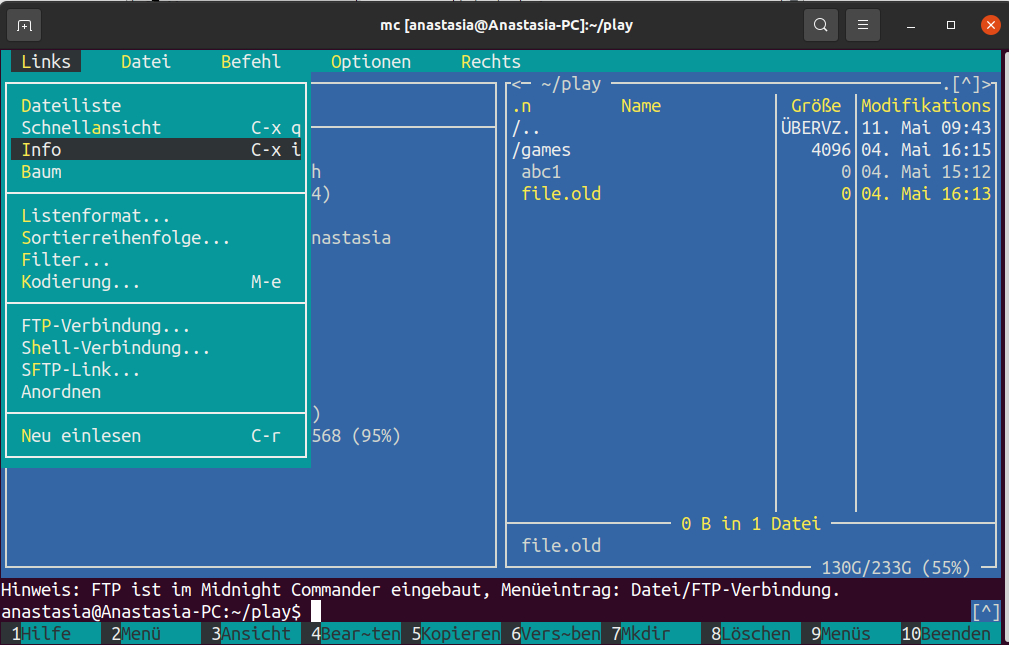 mc [anastasia@Anastasia-PC]:~/play
Links Datei Befehl Optionen Rechts
Dateiliste
Schnellansicht C-x q
Info C-x i
Baum
Listenformat...
Sortierreihenfolge...
Filter...
Kodierung... M-e
FTP-Verbindung...
Shell-Verbindung...
SFTP-Link...
Anordnen
Neu einlesen C-r
h
4)
nastasia
)
568 (95%)
<─ ~/play .[^]>
.n Name Größe Modifikations
/.. ÜBERVZ. 11. Mai 09:43
/games 4096 04. Mai 16:15
abc1 0 04. Mai 15:12
file.old 0 04. Mai 16:13
0 B in 1 Datei
file.old
130G/233G (55%)
Hinweis: FTP ist im Midnight Commander eingebaut, Menüeintrag: Datei/FTP-Verbindung.
anastasia@Anastasia-PC:~/play$ [^]
1Hilfe 2Menü 3Ansicht 4Bear~ten 5Kopieren 6Vers~ben 7Mkdir 8Löschen 9Menüs 10Beenden